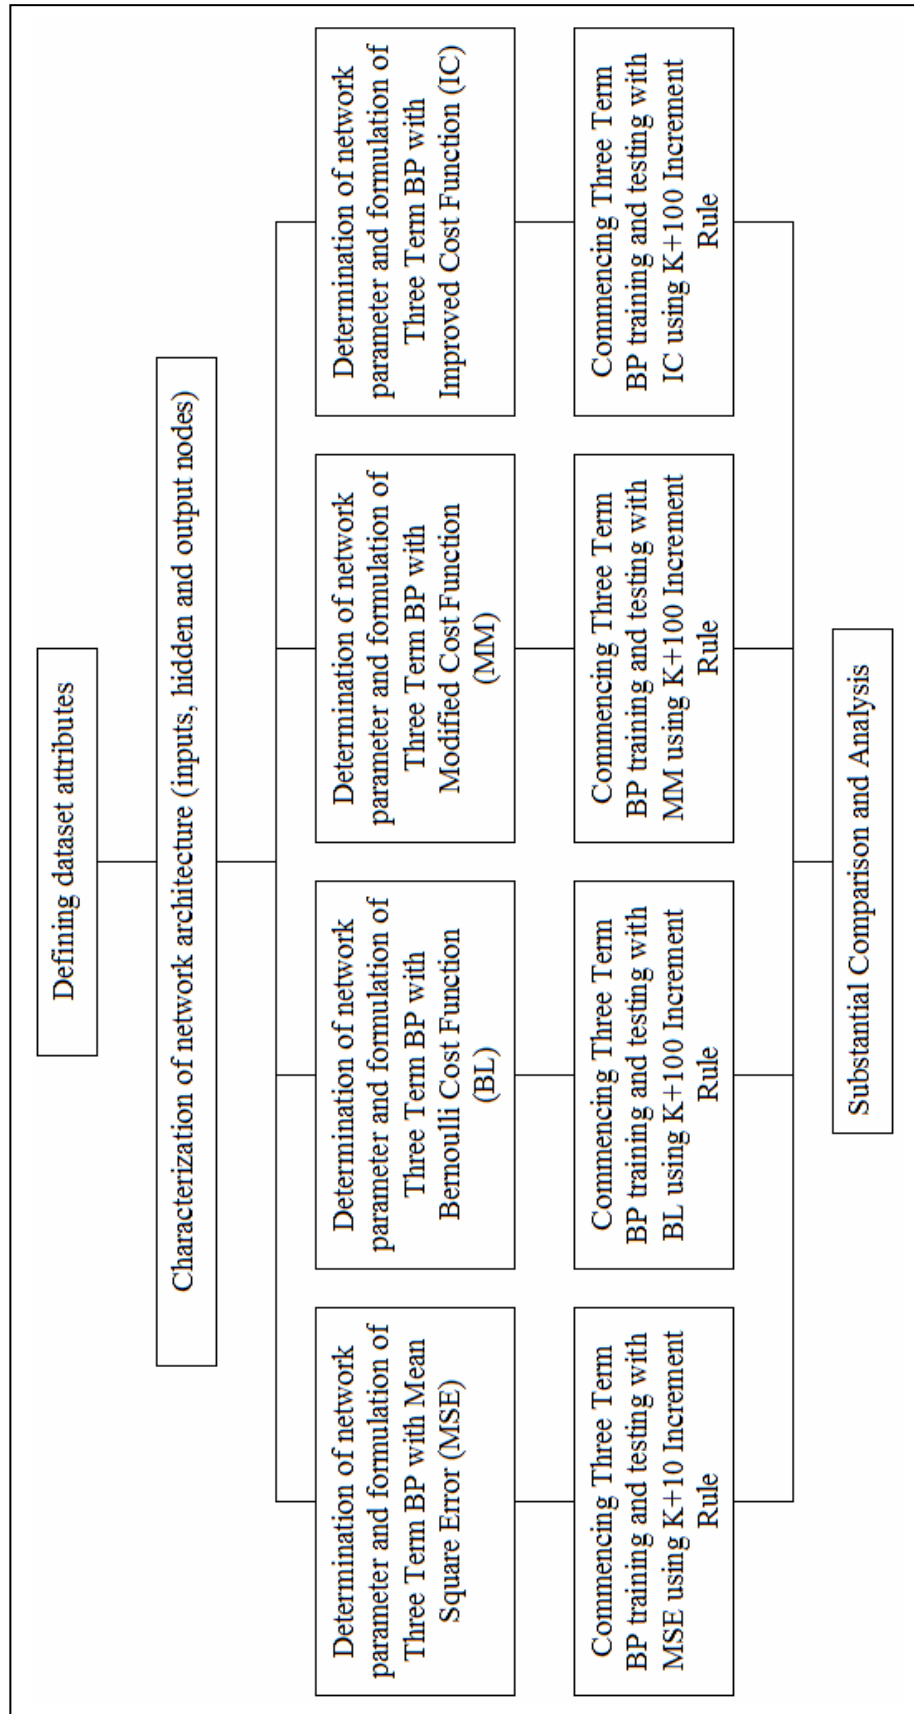 Defining dataset attributes
Characterization of network architecture (inputs, hidden and output nodes)
Determination of network
parameter and formulation of
Three Term BP with Mean
Square Error (MSE)
Determination of network
parameter and formulation of
Three Term BP with
Bernoulli Cost Function
(BL)
Determination of network
parameter and formulation of
Three Term BP with
Modified Cost Function
(MM)
Determination of network
parameter and formulation of
Three Term BP with
Improved Cost Function (IC)
Commencing Three Term
BP training and testing with
MSE using K+10 Increment
Rule
Commencing Three Term
BP training and testing with
BL using K+100 Increment
Rule
Commencing Three Term
BP training and testing with
MM using K+100 Increment
Rule
Commencing Three Term
BP training and testing with
IC using K+100 Increment
Rule
Substantial Comparison and Analysis